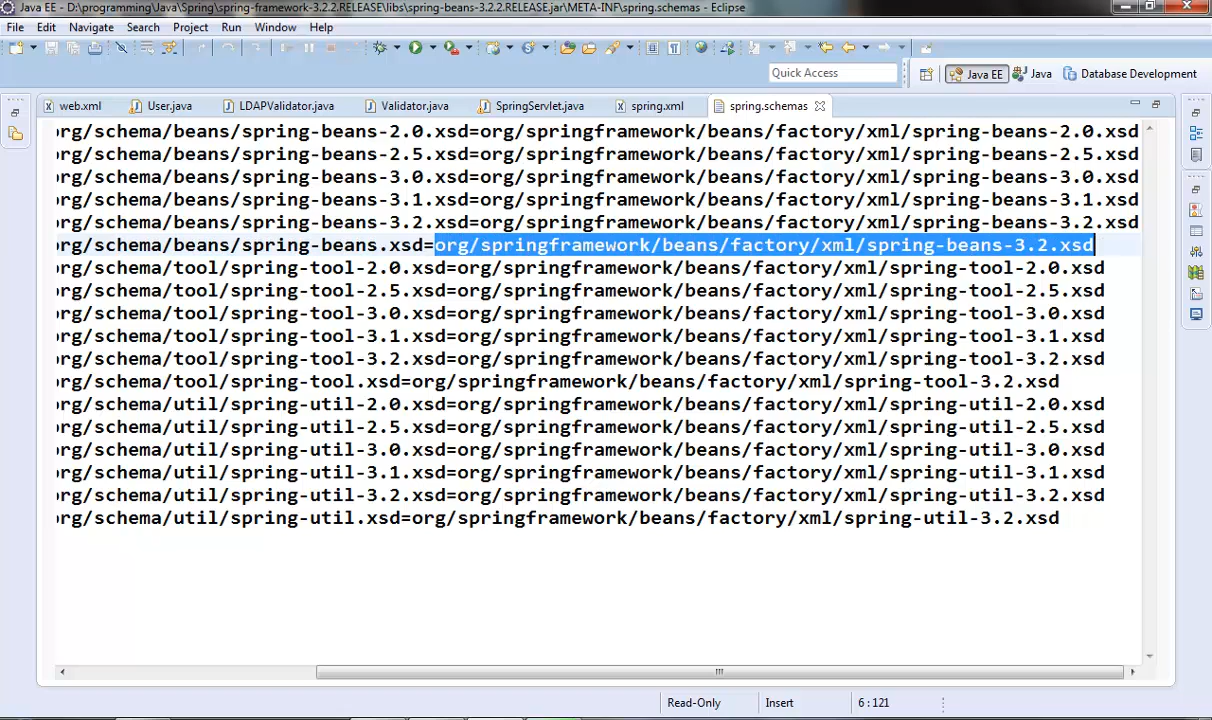 Java EE - D:\programming\Java\Spring\spring-framework-3.2.2.RELEASE\libs\spring-beans-3.2.2.RELEASE.jar\META-INF\spring.schemas - Eclipse
File Edit Navigate Search Project Run Window Help
Quick Access Java EE Java Database Development
web.xml User.java LDAPValidator.java Validator.java SpringServlet.java spring.xml spring.schemas
org/schema/beans/spring-beans-2.0.xsd=org/springframework/beans/factory/xml/spring-beans-2.0.xsd
org/schema/beans/spring-beans-2.5.xsd=org/springframework/beans/factory/xml/spring-beans-2.5.xsd
org/schema/beans/spring-beans-3.0.xsd=org/springframework/beans/factory/xml/spring-beans-3.0.xsd
org/schema/beans/spring-beans-3.1.xsd=org/springframework/beans/factory/xml/spring-beans-3.1.xsd
org/schema/beans/spring-beans-3.2.xsd=org/springframework/beans/factory/xml/spring-beans-3.2.xsd
org/schema/beans/spring-beans.xsd=org/springframework/beans/factory/xml/spring-beans-3.2.xsd
org/schema/tool/spring-tool-2.0.xsd=org/springframework/beans/factory/xml/spring-tool-2.0.xsd
org/schema/tool/spring-tool-2.5.xsd=org/springframework/beans/factory/xml/spring-tool-2.5.xsd
org/schema/tool/spring-tool-3.0.xsd=org/springframework/beans/factory/xml/spring-tool-3.0.xsd
org/schema/tool/spring-tool-3.1.xsd=org/springframework/beans/factory/xml/spring-tool-3.1.xsd
org/schema/tool/spring-tool-3.2.xsd=org/springframework/beans/factory/xml/spring-tool-3.2.xsd
org/schema/tool/spring-tool.xsd=org/springframework/beans/factory/xml/spring-tool-3.2.xsd
org/schema/util/spring-util-2.0.xsd=org/springframework/beans/factory/xml/spring-util-2.0.xsd
org/schema/util/spring-util-2.5.xsd=org/springframework/beans/factory/xml/spring-util-2.5.xsd
org/schema/util/spring-util-3.0.xsd=org/springframework/beans/factory/xml/spring-util-3.0.xsd
org/schema/util/spring-util-3.1.xsd=org/springframework/beans/factory/xml/spring-util-3.1.xsd
org/schema/util/spring-util-3.2.xsd=org/springframework/beans/factory/xml/spring-util-3.2.xsd
org/schema/util/spring-util.xsd=org/springframework/beans/factory/xml/spring-util-3.2.xsd
Read-Only Insert 6 : 121